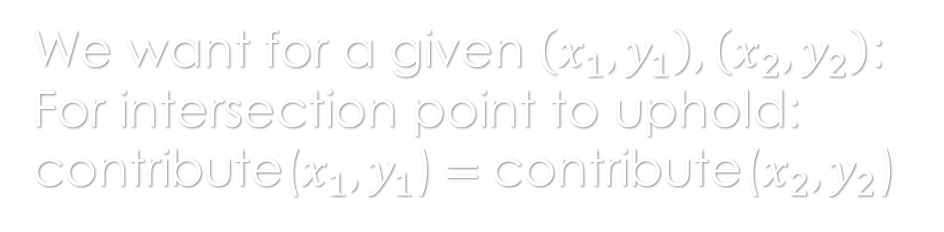 We want for a given (x₁, y₁), (x₂, y₂):
For intersection point to uphold:
contribute(x₁, y₁) = contribute(x₂, y₂)